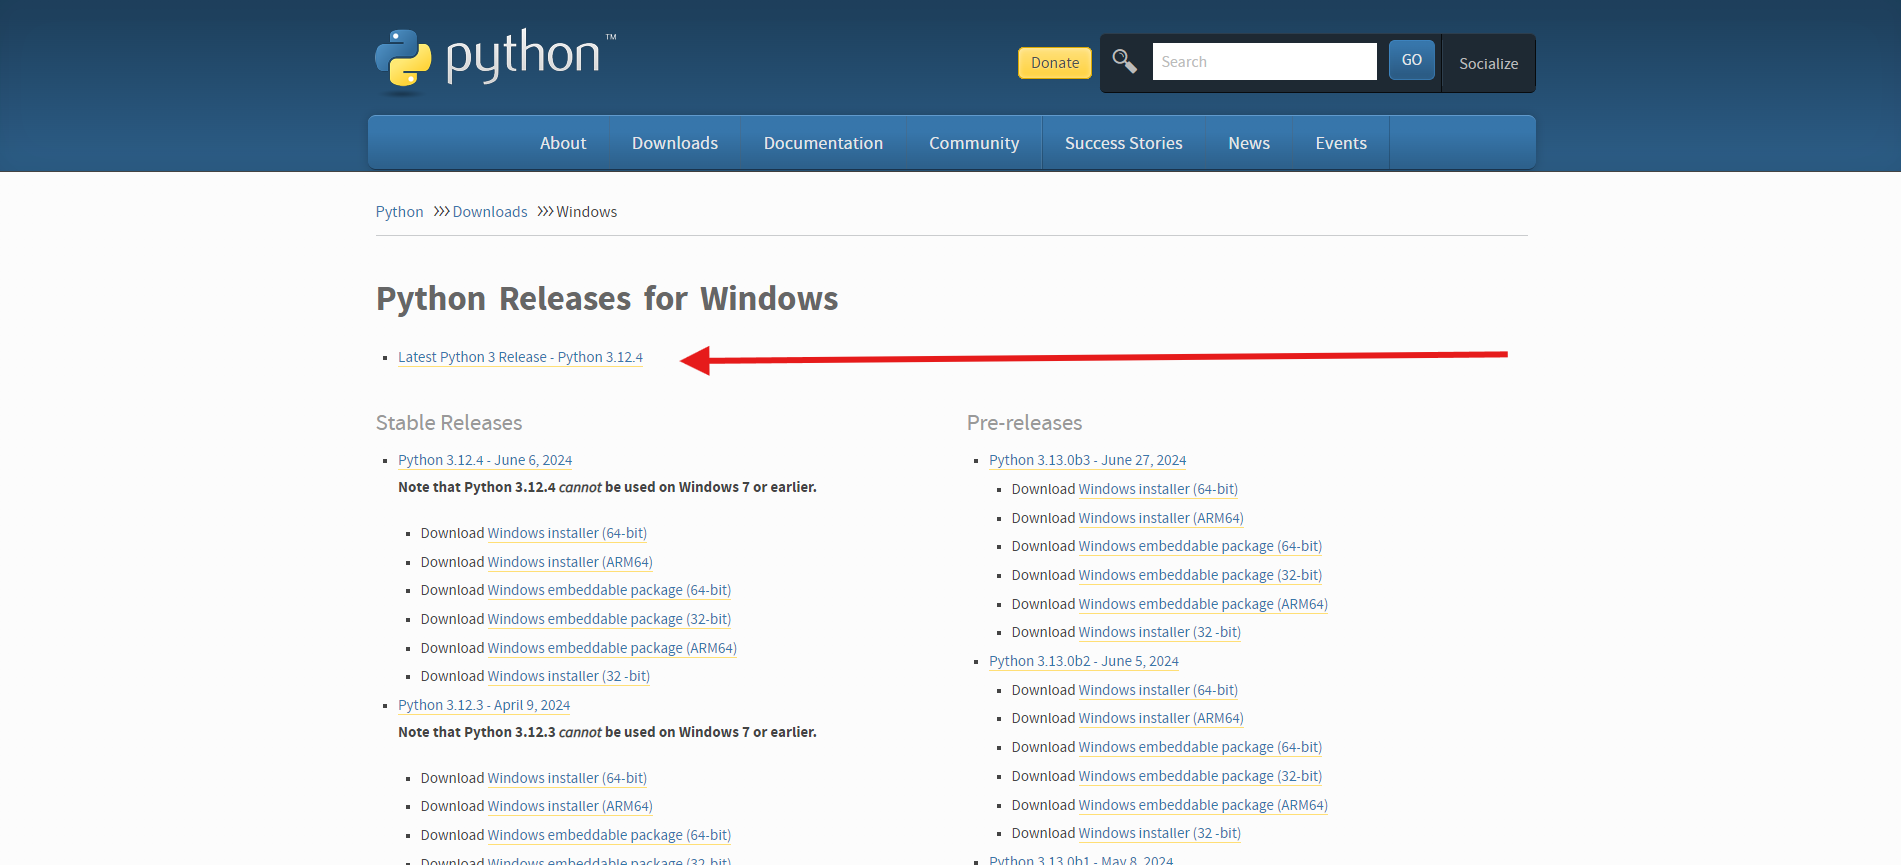 python™
Donate
Search
GO
Socialize
About
Downloads
Documentation
Community
Success Stories
News
Events
Python >>> Downloads >>> Windows
Python Releases for Windows
Latest Python 3 Release - Python 3.12.4
Stable Releases
Python 3.12.4 - June 6, 2024
Note that Python 3.12.4 cannot be used on Windows 7 or earlier.
Download Windows installer (64-bit)
Download Windows installer (ARM64)
Download Windows embeddable package (64-bit)
Download Windows embeddable package (32-bit)
Download Windows embeddable package (ARM64)
Download Windows installer (32 -bit)
Python 3.12.3 - April 9, 2024
Note that Python 3.12.3 cannot be used on Windows 7 or earlier.
Download Windows installer (64-bit)
Download Windows installer (ARM64)
Download Windows embeddable package (64-bit)
Download Windows embeddable package (32-bit)
Pre-releases
Python 3.13.0b3 - June 27, 2024
Download Windows installer (64-bit)
Download Windows installer (ARM64)
Download Windows embeddable package (64-bit)
Download Windows embeddable package (32-bit)
Download Windows embeddable package (ARM64)
Download Windows installer (32 -bit)
Python 3.13.0b2 - June 5, 2024
Download Windows installer (64-bit)
Download Windows installer (ARM64)
Download Windows embeddable package (64-bit)
Download Windows embeddable package (32-bit)
Download Windows embeddable package (ARM64)
Download Windows installer (32 -bit)
Python 3.13.0b1 - May 8, 2024